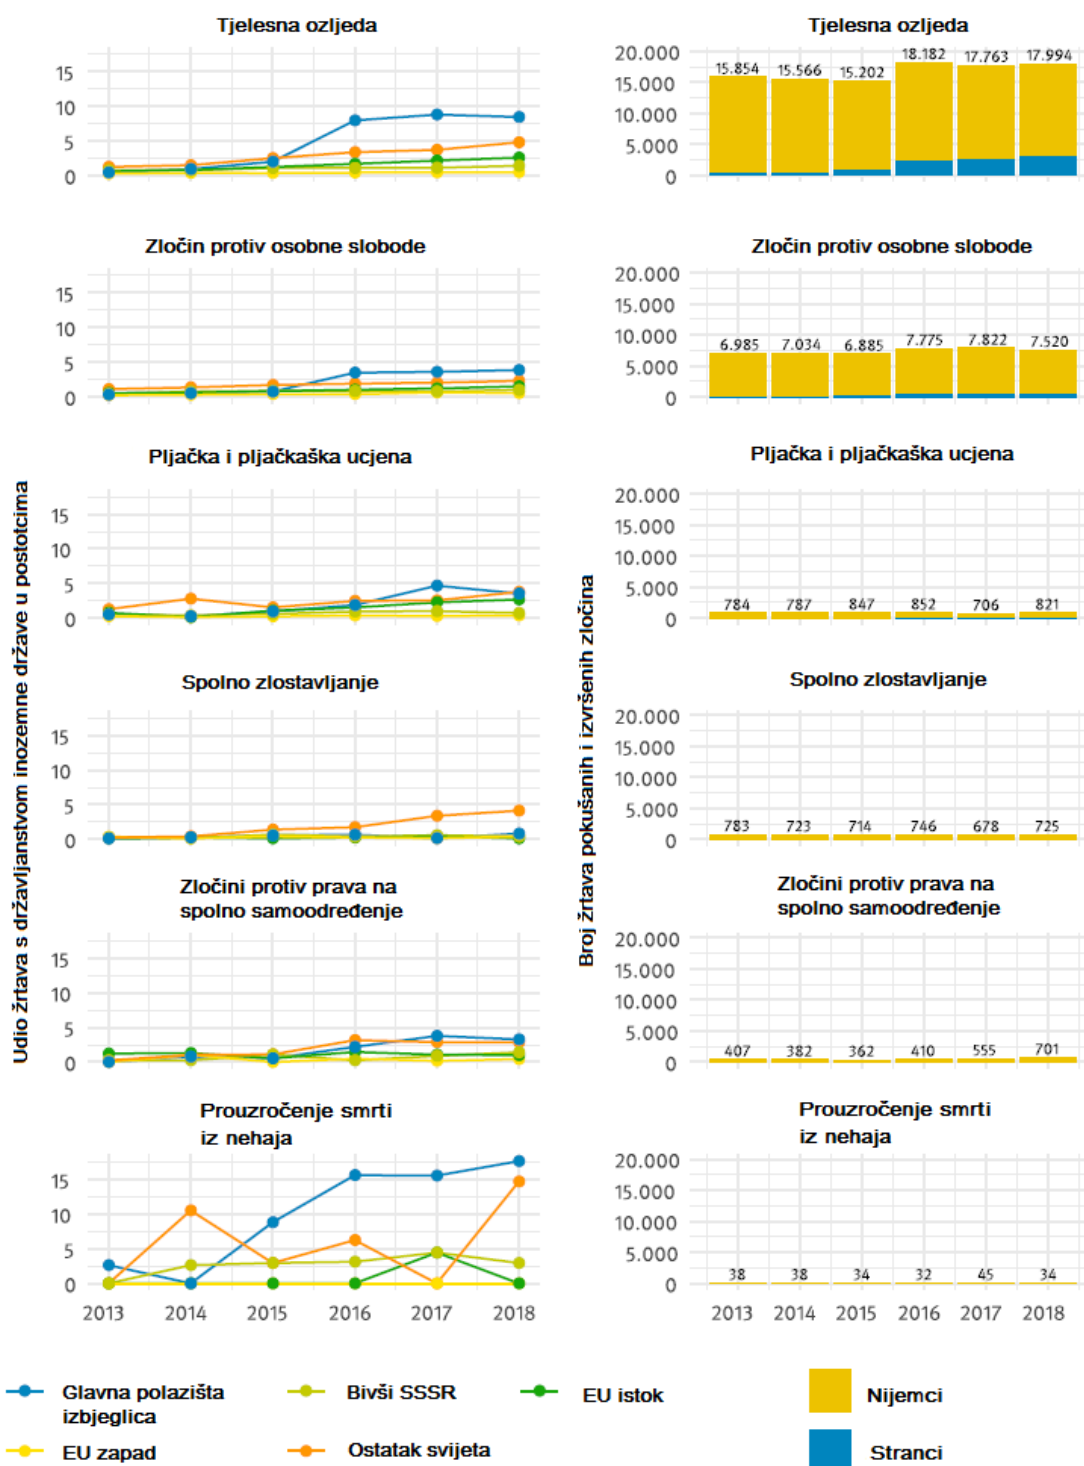 Tjelesna ozljeda
15
10
5
0
Zločin protiv osobne slobode
15
10
5
0
Pljačka i pljačkaška ucjena
15
10
5
0
Spolno zlostavljanje
15
10
5
0
Zločini protiv prava na
spolno samoodređenje
15
10
5
0
Prouzročenje smrti
iz nehaja
15
10
5
0
2013 2014 2015 2016 2017 2018
Udio žrtava s državljanstvom inozemne države u postotcima
Tjelesna ozljeda
20.000
15.000
10.000
5.000
0
15.854 15.566 15.202 18.182 17.763 17.994
Zločin protiv osobne slobode
20.000
15.000
10.000
5.000
0
6.985 7.034 6.885 7.775 7.822 7.520
Pljačka i pljačkaška ucjena
20.000
15.000
10.000
5.000
0
784 787 847 852 706 821
Spolno zlostavljanje
20.000
15.000
10.000
5.000
0
783 723 714 746 678 725
Zločini protiv prava na
spolno samoodređenje
20.000
15.000
10.000
5.000
0
407 382 362 410 555 701
Prouzročenje smrti
iz nehaja
20.000
15.000
10.000
5.000
0
38 38 34 32 45 34
2013 2014 2015 2016 2017 2018
Broj žrtava pokušanih i izvršenih zločina
Glavna polazišta
izbjeglica
Bivši SSSR
EU istok
EU zapad
Ostatak svijeta
Nijemci
Stranci